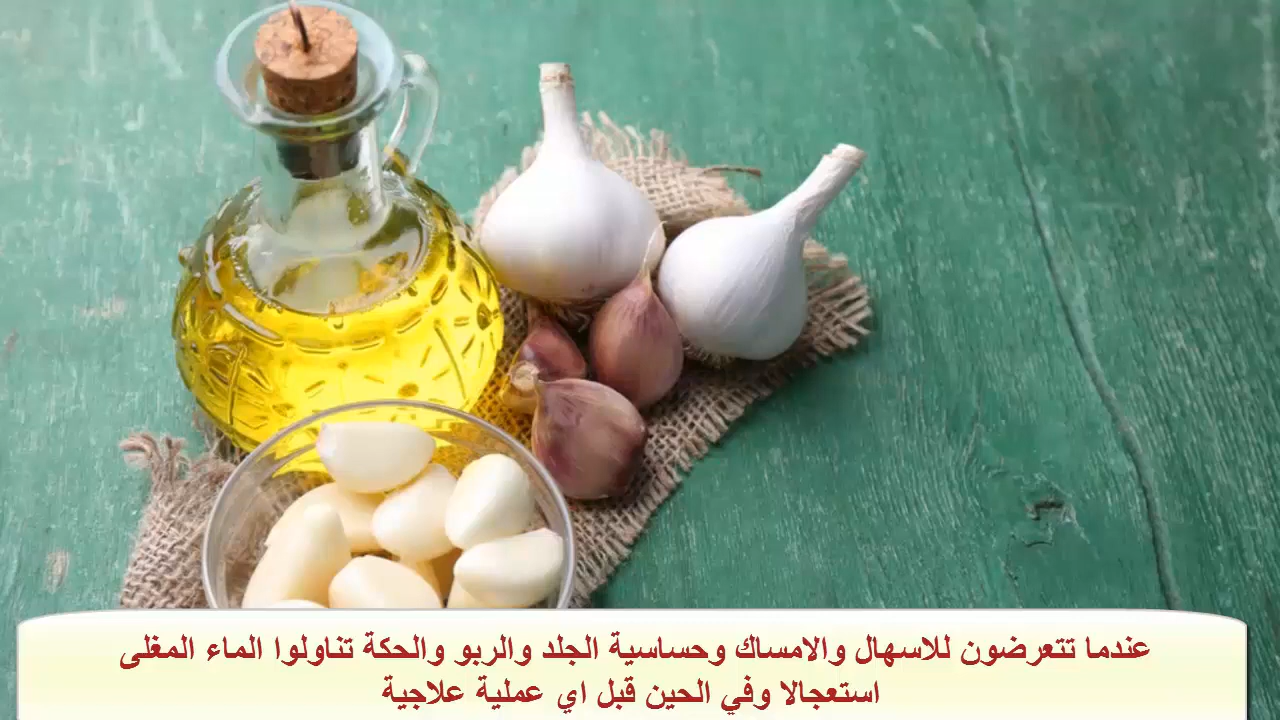 عندما تتعرضون للاسهال والامساك وحساسية الجلد والربو والحكة تناولوا الماء المغلى
استعجالا وفي الحين قبل اي عملية علاجية